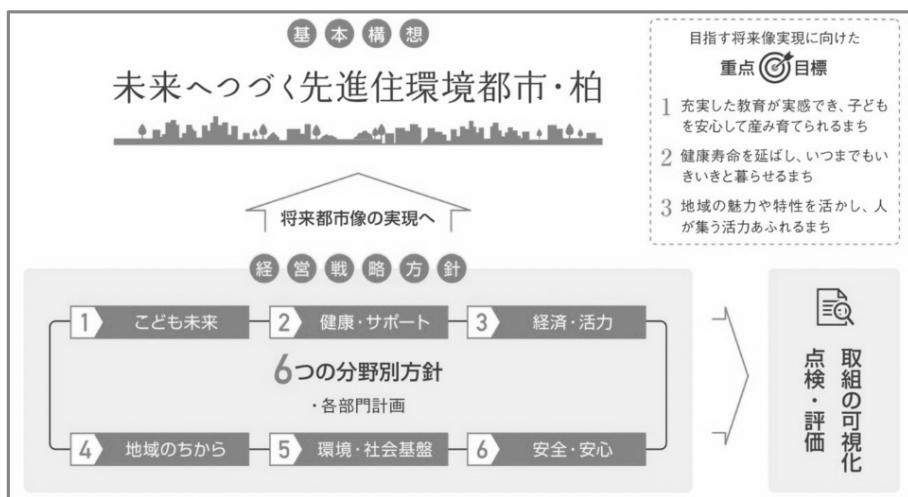 基本構想
未来へつづく先進住環境都市・柏
目指す将来像実現に向けた
重点目標
1 充実した教育が実感でき、子ども
を安心して産み育てられるまち
2 健康寿命を延ばし、いつまでもい
きいきと暮らせるまち
3 地域の魅力や特性を活かし、人
が集う活力あふれるまち
将来都市像の実現へ
経営戦略方針
1 こども未来
2 健康・サポート
3 経済・活力
6つの分野別方針
・各部門計画
4 地域のちから
5 環境・社会基盤
6 安全・安心
取組の可視化
点検・評価